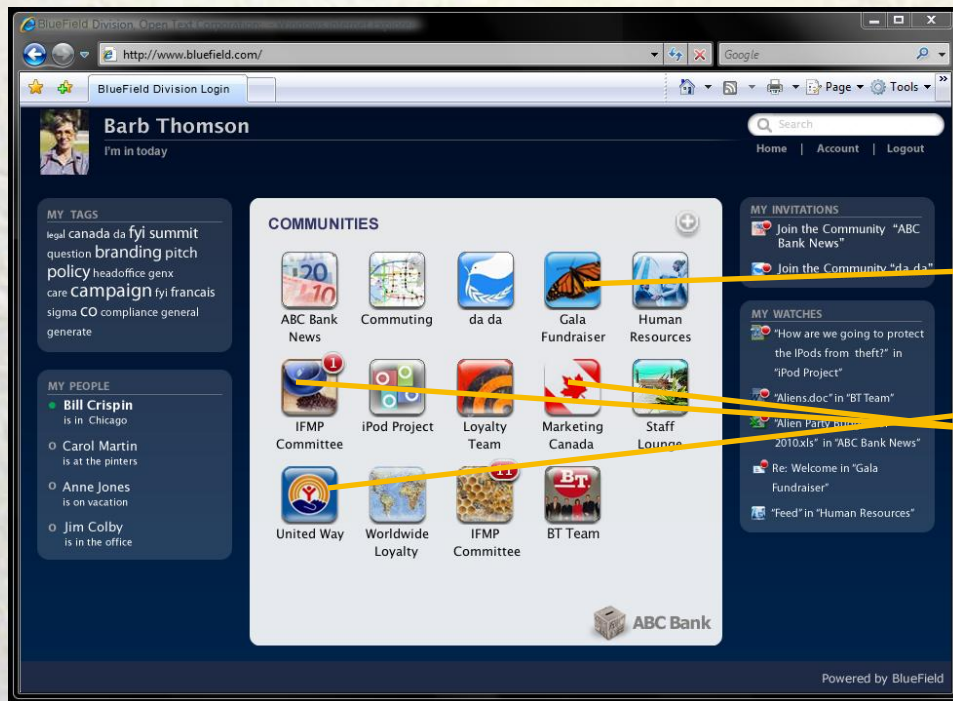 BlueField Division, Open Text Corporation
http://www.bluefield.com/
Google
BlueField Division Login
Page
Tools
Barb Thomson
I'm in today
Search
Home | Account | Logout
MY TAGS
legal canada da fyi summit
question branding pitch
policy headoffice genx
care campaign fyi francais
sigma CO compliance general
generate
MY PEOPLE
Bill Crispin
is in Chicago
Carol Martin
is at the pinters
Anne Jones
is on vacation
Jim Colby
is in the office
COMMUNITIES
20
10
ABC Bank
News
Commuting
da da
Gala
Fundraiser
Human
Resources
1
IFMP
Committee
iPod Project
Loyalty
Team
Marketing
Canada
Staff
Lounge
United Way
Worldwide
Loyalty
11
IFMP
Committee
BT.
BT Team
ABC Bank
MY INVITATIONS
Join the Community "ABC
Bank News"
Join the Community "da da"
MY WATCHES
"How are we going to protect
the IPods from theft?" in
"iPod Project"
"Aliens.doc" in "BT Team"
"Alien Party
2010.xls" in "ABC Bank News"
Re: Welcome in "Gala
Fundraiser"
"Feed" in "Human Resources"
Powered by BlueField